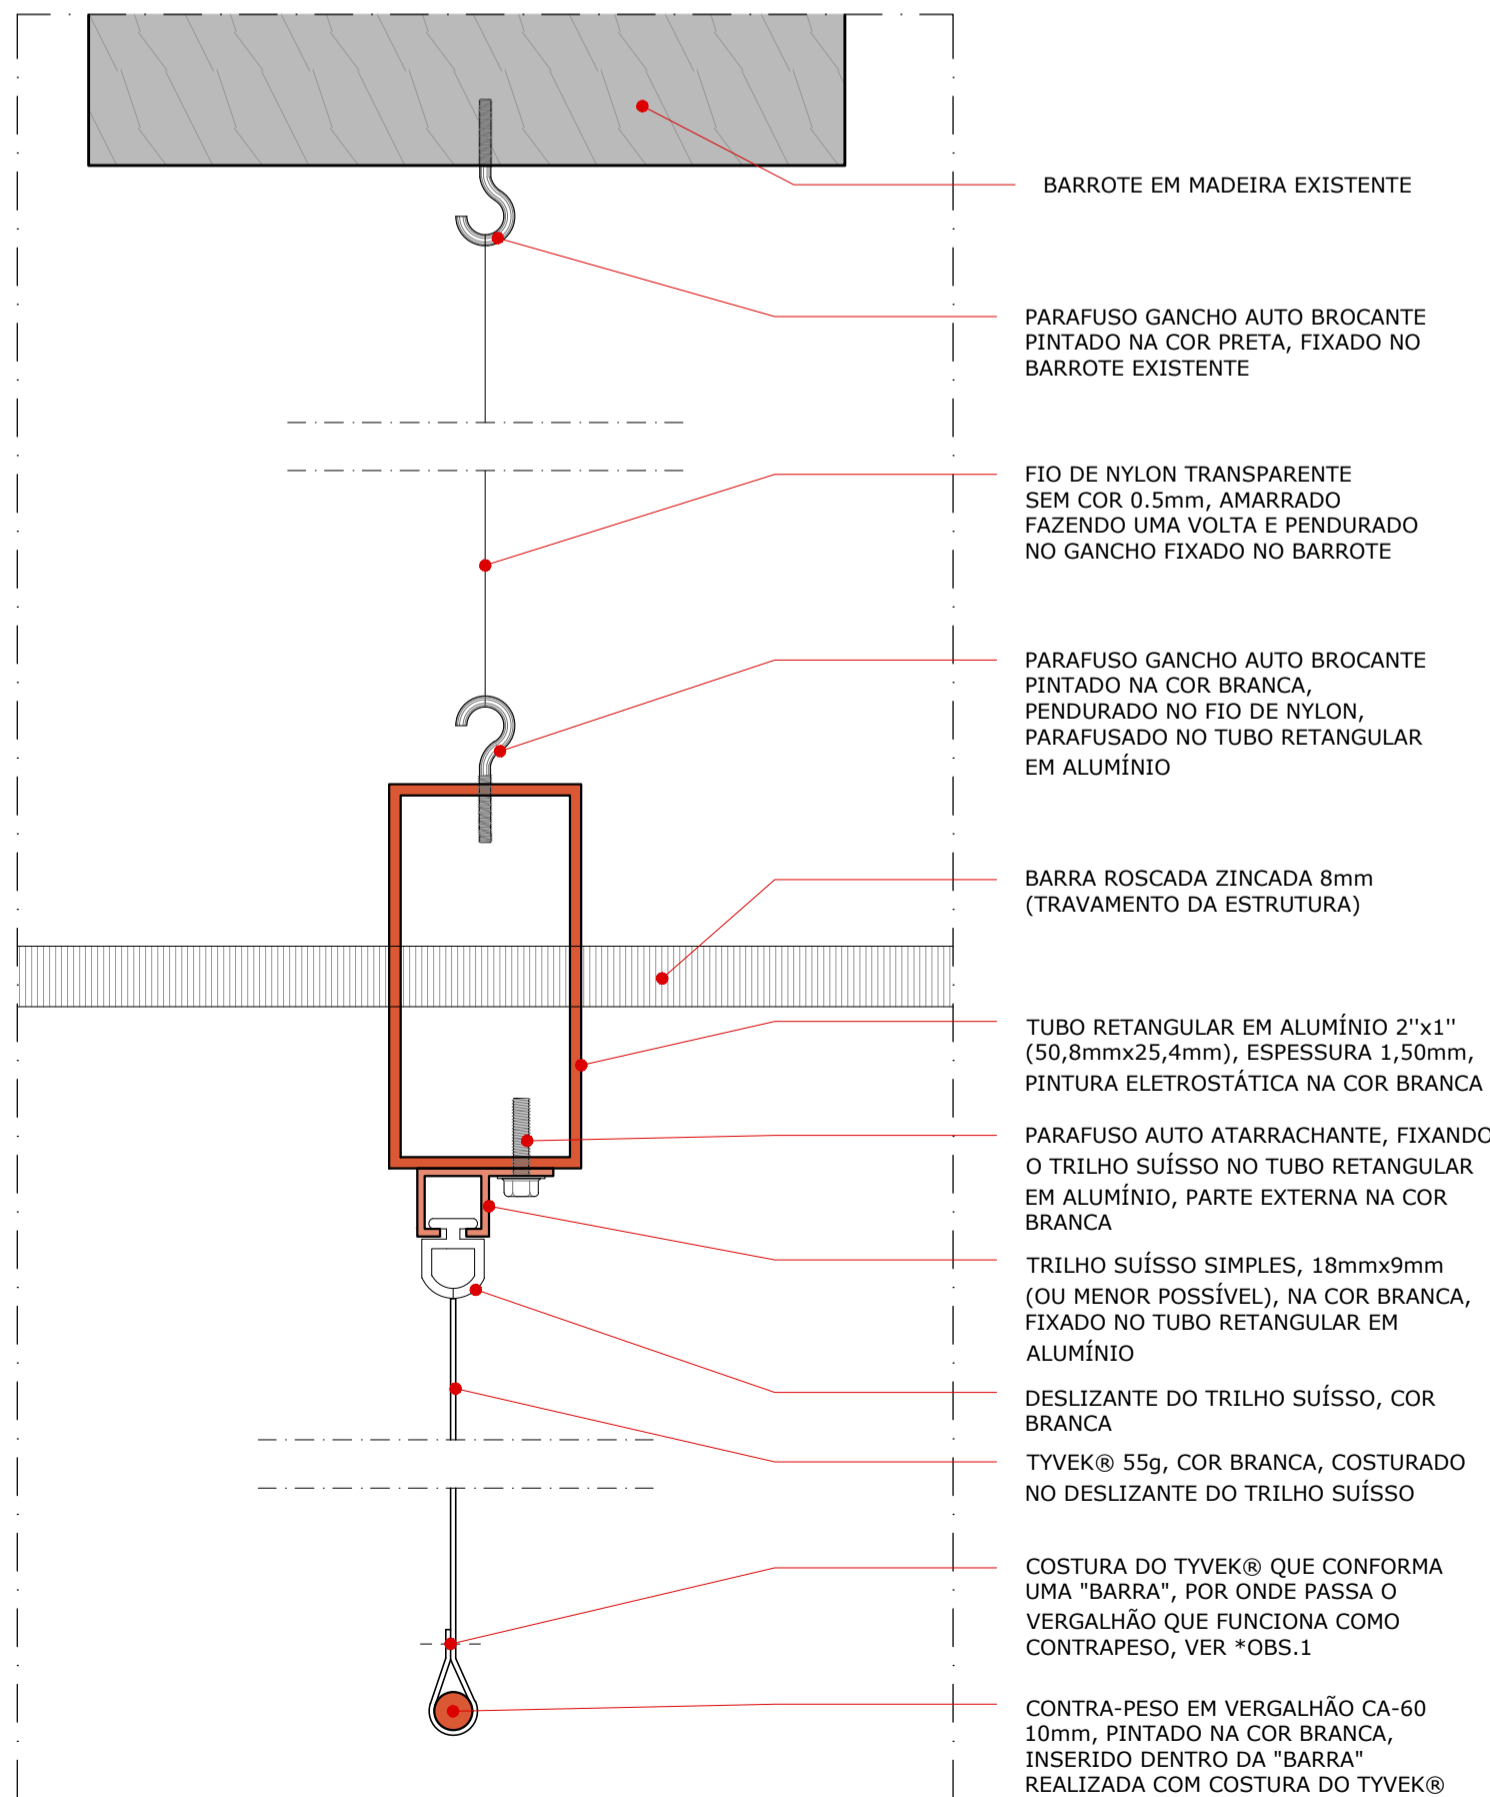 BARROTE EM MADEIRA EXISTENTE
PARAFUSO GANCHO AUTO BROCANTE
PINTADO NA COR PRETA, FIXADO NO
BARROTE EXISTENTE
FIO DE NYLON TRANSPARENTE
SEM COR 0.5mm, AMARRADO
FAZENDO UMA VOLTA E PENDURADO
NO GANCHO FIXADO NO BARROTE
PARAFUSO GANCHO AUTO BROCANTE
PINTADO NA COR BRANCA,
PENDURADO NO FIO DE NYLON,
PARAFUSADO NO TUBO RETANGULAR
EM ALUMÍNIO
BARRA ROSCADA ZINCADA 8mm
(TRAVAMENTO DA ESTRUTURA)
TUBO RETANGULAR EM ALUMÍNIO 2''x1''
(50,8mmx25,4mm), ESPESSURA 1,50mm,
PINTURA ELETROSTÁTICA NA COR BRANCA
PARAFUSO AUTO ATARRACHANTE, FIXANDO
O TRILHO SUÍSSO NO TUBO RETANGULAR
EM ALUMÍNIO, PARTE EXTERNA NA COR
BRANCA
TRILHO SUÍSSO SIMPLES, 18mmx9mm
(OU MENOR POSSÍVEL), NA COR BRANCA,
FIXADO NO TUBO RETANGULAR EM
ALUMÍNIO
DESLIZANTE DO TRILHO SUÍSSO, COR
BRANCA
TYVEK® 55g, COR BRANCA, COSTURADO
NO DESLIZANTE DO TRILHO SUÍSSO
COSTURA DO TYVEK® QUE CONFORMA
UMA "BARRA", POR ONDE PASSA O
VERGALHÃO QUE FUNCIONA COMO
CONTRAPESO, VER *OBS.1
CONTRA-PESO EM VERGALHÃO CA-60
10mm, PINTADO NA COR BRANCA,
INSERIDO DENTRO DA "BARRA"
REALIZADA COM COSTURA DO TYVEK®